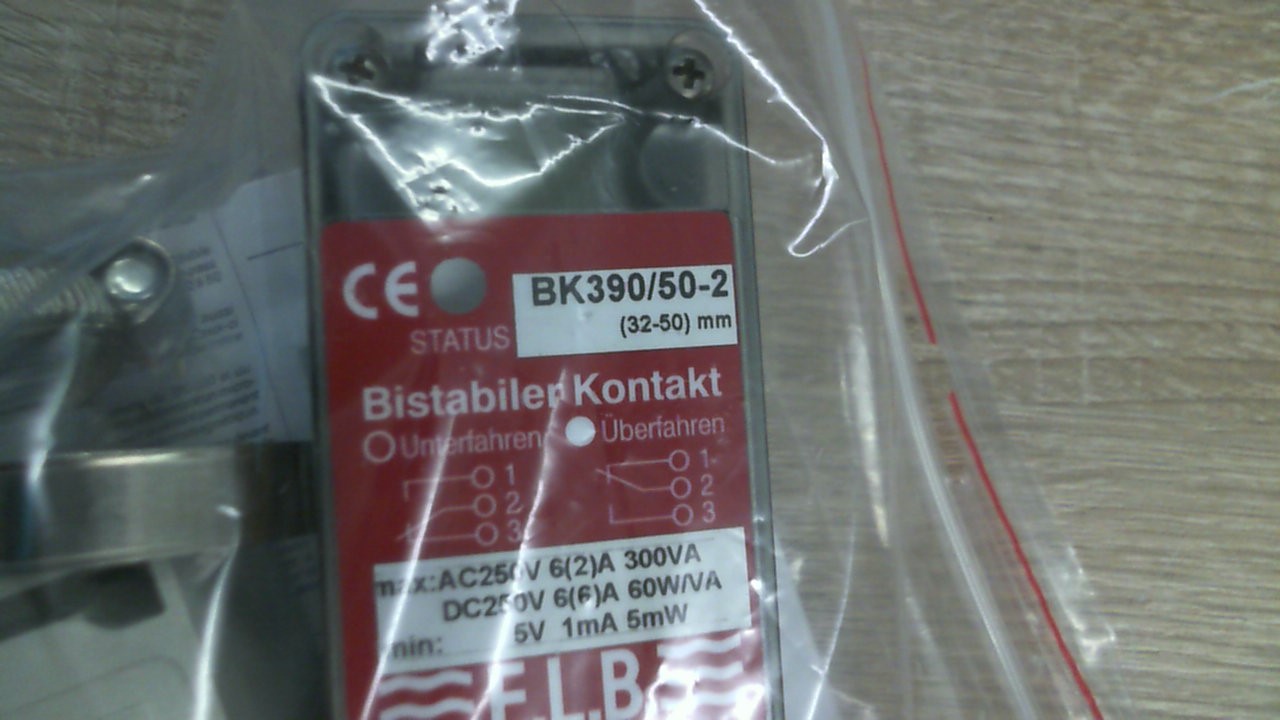 CE
STATUS
BK390/50-2
(32-50) mm
Bistabiler Kontakt
Unterfahren Überfahren
1 1
2 2
3 3
max:AC250V 6(2)A 300VA
DC250V 6(6)A 60W/VA
min: 5V 1mA 5mW
E.L.B.